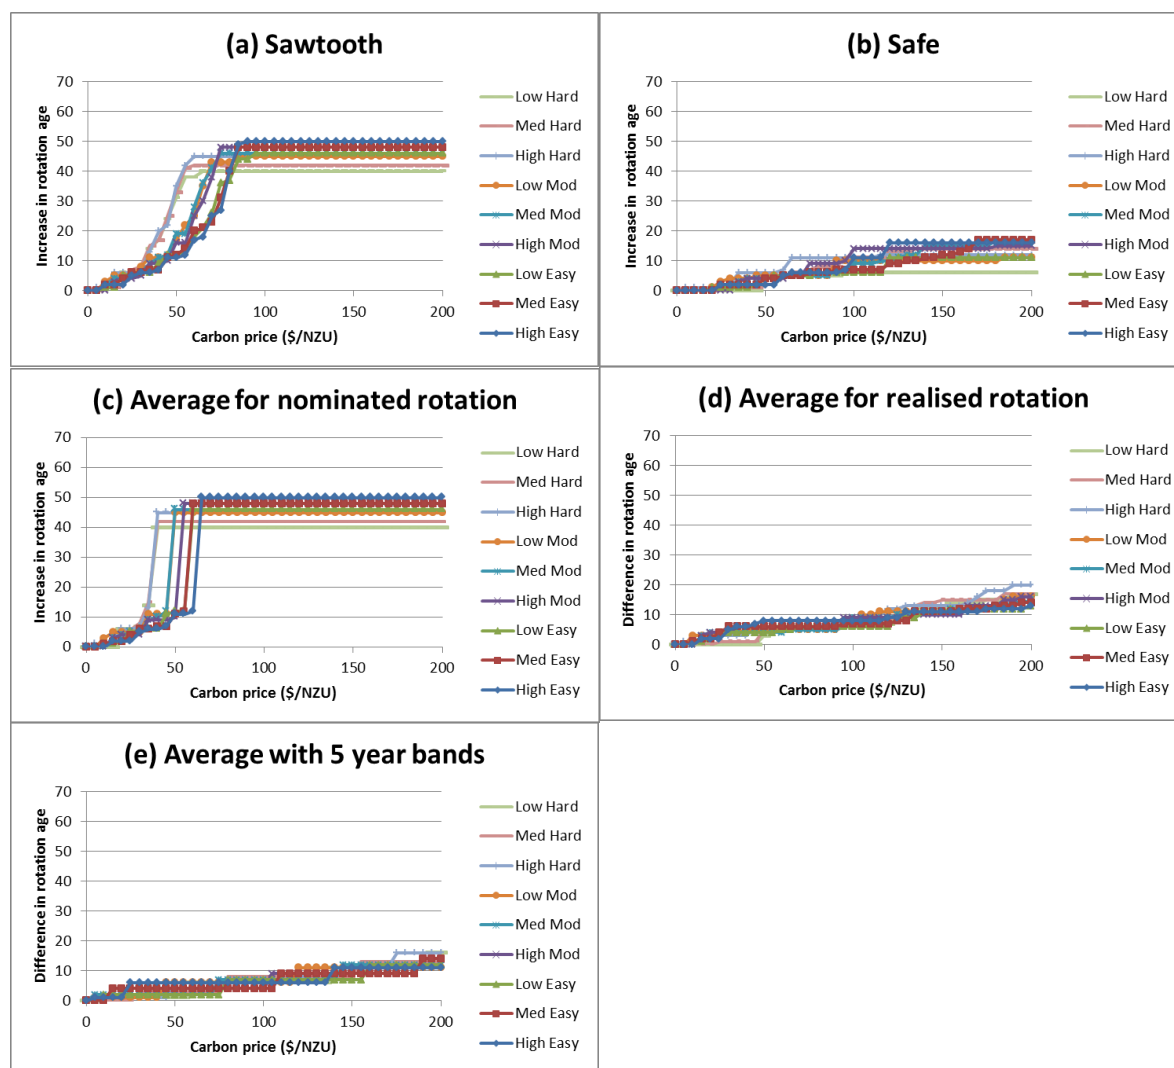 (a) Sawtooth
Increase in rotation age
70
60
50
40
30
20
10
0
0 50 100 150 200
Carbon price ($/NZU)
Low Hard
Med Hard
High Hard
Low Mod
Med Mod
High Mod
Low Easy
Med Easy
High Easy
(b) Safe
Increase in rotation age
70
60
50
40
30
20
10
0
0 50 100 150 200
Carbon price ($/NZU)
Low Hard
Med Hard
High Hard
Low Mod
Med Mod
High Mod
Low Easy
Med Easy
High Easy
(c) Average for nominated rotation
Increase in rotation age
70
60
50
40
30
20
10
0
0 50 100 150 200
Carbon price ($/NZU)
Low Hard
Med Hard
High Hard
Low Mod
Med Mod
High Mod
Low Easy
Med Easy
High Easy
(d) Average for realised rotation
Difference in rotation age
70
60
50
40
30
20
10
0
0 50 100 150 200
Carbon price ($/NZU)
Low Hard
Med Hard
High Hard
Low Mod
Med Mod
High Mod
Low Easy
Med Easy
High Easy
(e) Average with 5 year bands
Difference in rotation age
70
60
50
40
30
20
10
0
0 50 100 150 200
Carbon price ($/NZU)
Low Hard
Med Hard
High Hard
Low Mod
Med Mod
High Mod
Low Easy
Med Easy
High Easy